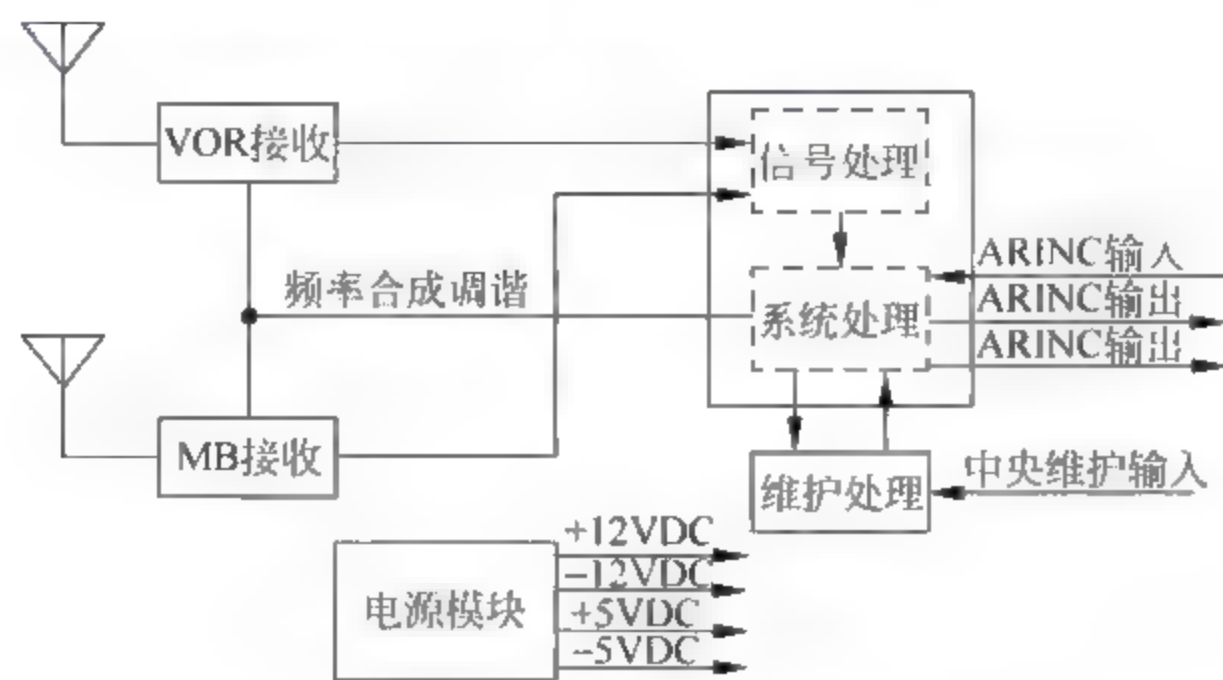 VOR接收
信号处理
ARINC输入
频率合成调谐
系统处理
ARINC输出
ARINC输出
MB接收
维护处理
中央维护输入
电源模块
+12VDC
-12VDC
+5VDC
-5VDC